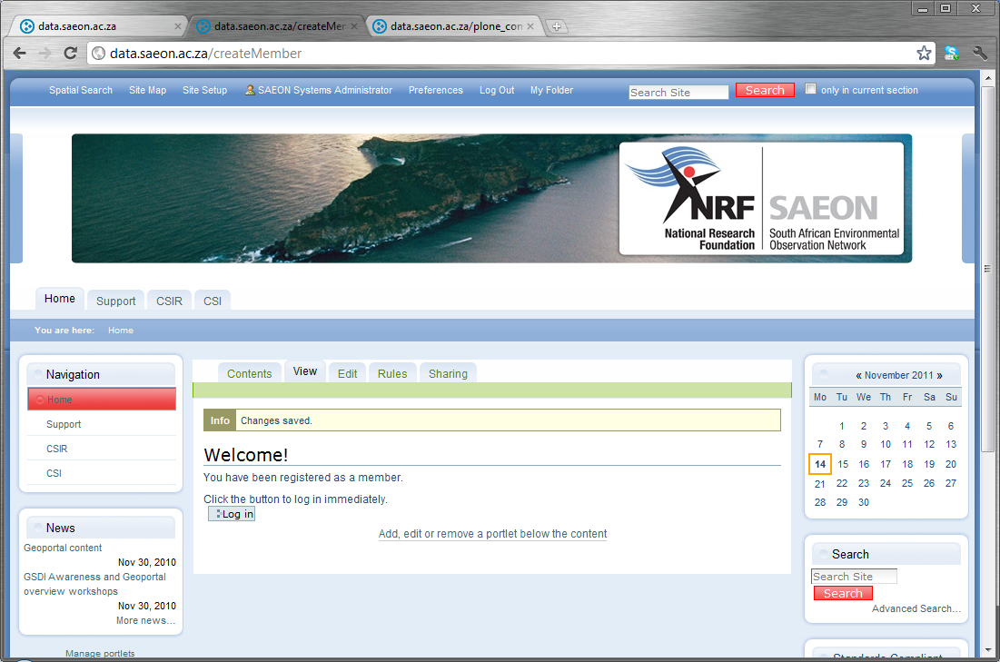 data.saeon.ac.za
data.saeon.ac.za/createMer
data.saeon.ac.za/plone_con
data.saeon.ac.za/createMember
Spatial Search Site Map Site Setup SAEON Systems Administrator Preferences Log Out My Folder Search Site Search only in current section
NRF SAEON
National Research Foundation
South African Environmental
Observation Network
Home Support CSIR CSI
You are here: Home
Navigation
Home
Support
CSIR
CSI
News
Geoportal content
Nov 30, 2010
GSDI Awareness and Geoportal
overview workshops
Nov 30, 2010
More news...
Manage portlets
Contents View Edit Rules Sharing
Info Changes saved.
Welcome!
You have been registered as a member.
Click the button to log in immediately.
Log in
Add, edit or remove a portlet below the content
« November 2011 »
Mo Tu We Th Fr Sa Su
1 2 3 4 5 6
7 8 9 10 11 12 13
14 15 16 17 18 19 20
21 22 23 24 25 26 27
28 29 30
Search
Search Site
Search
Advanced Search...
Standards Compliant